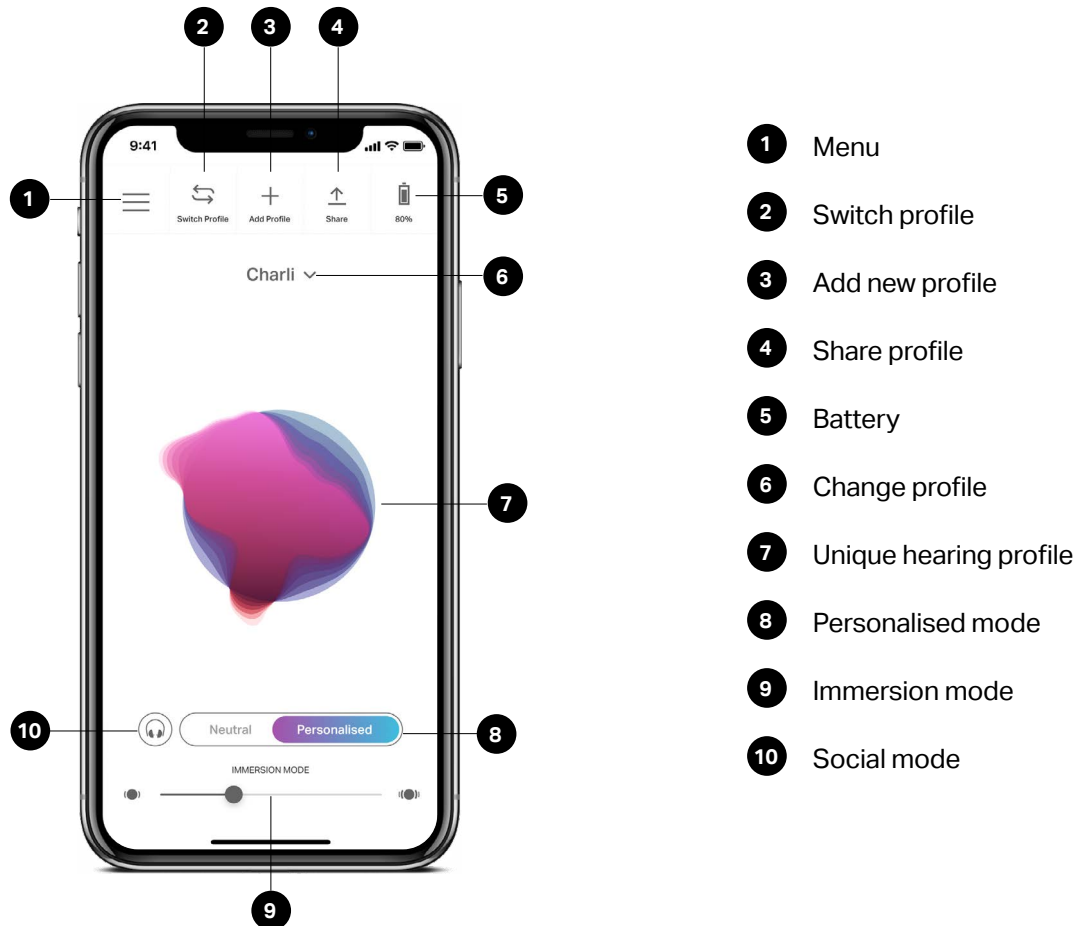 2 3 4
9:41
Switch Profile Add Profile Share 80%
1
5
Charli
6
7
10
Neutral Personalised
8
IMMERSION MODE
9
1 Menu
2 Switch profile
3 Add new profile
4 Share profile
5 Battery
6 Change profile
7 Unique hearing profile
8 Personalised mode
9 Immersion mode
10 Social mode